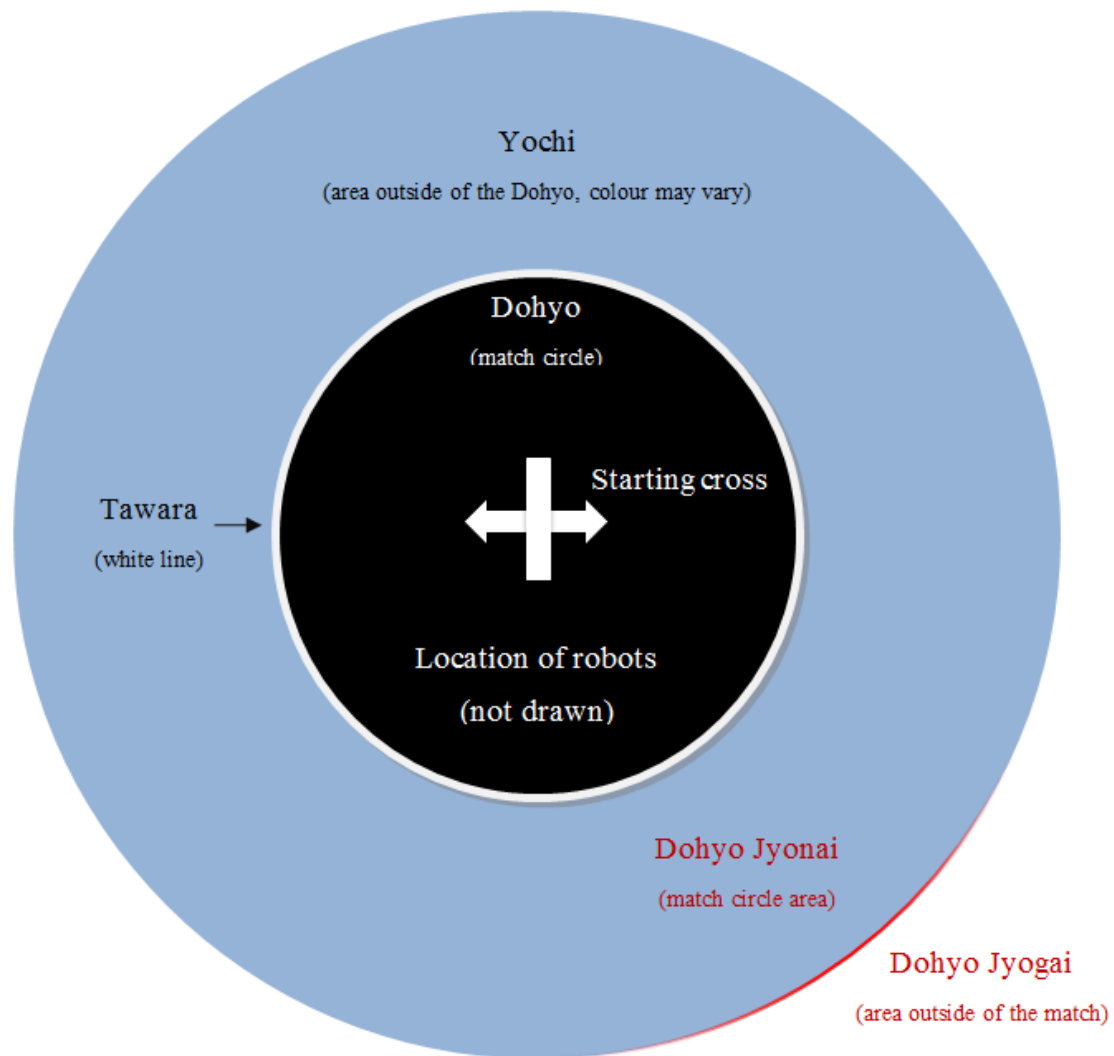 Yochi
(area outside of the Dohyo, colour may vary)
Dohyo
(match circle)
Starting cross
Tawara
(white line)
Location of robots
(not drawn)
Dohyo Jyonai
(match circle area)
Dohyo Jyogai
(area outside of the match)